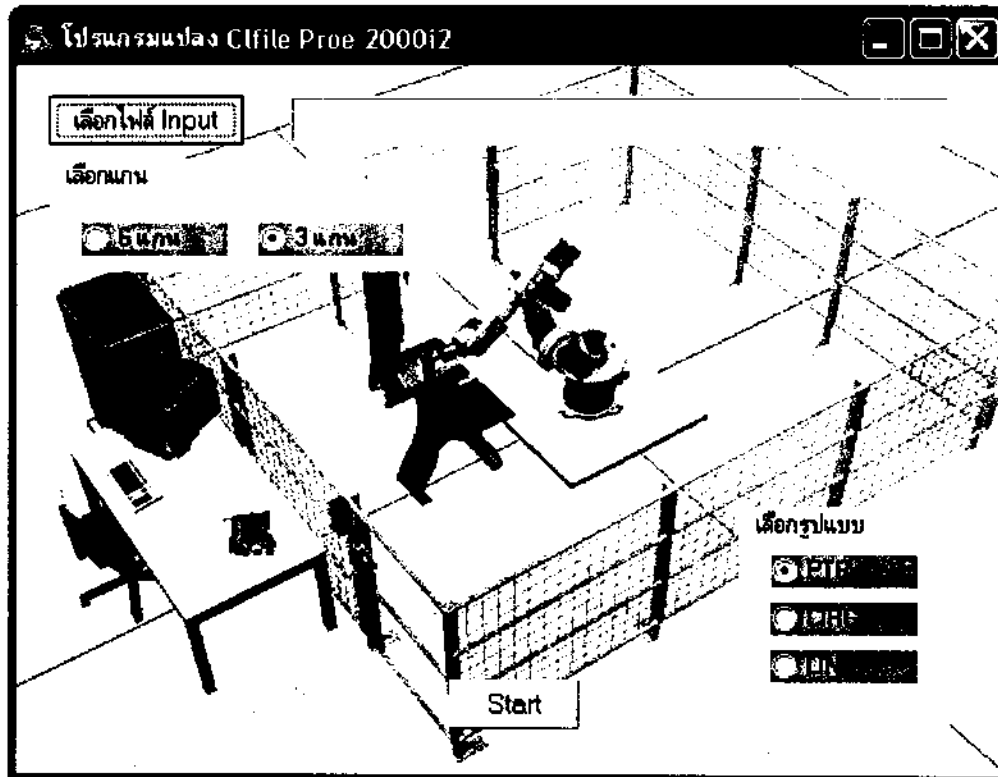 โปรแกรมแปลง Clfile Proe 2000i2
เลือกไฟล์ Input
เลือกแกน
5 แกน
3 แกน
เลือกรูปแบบ
PTP
CIRC
LIN
Start